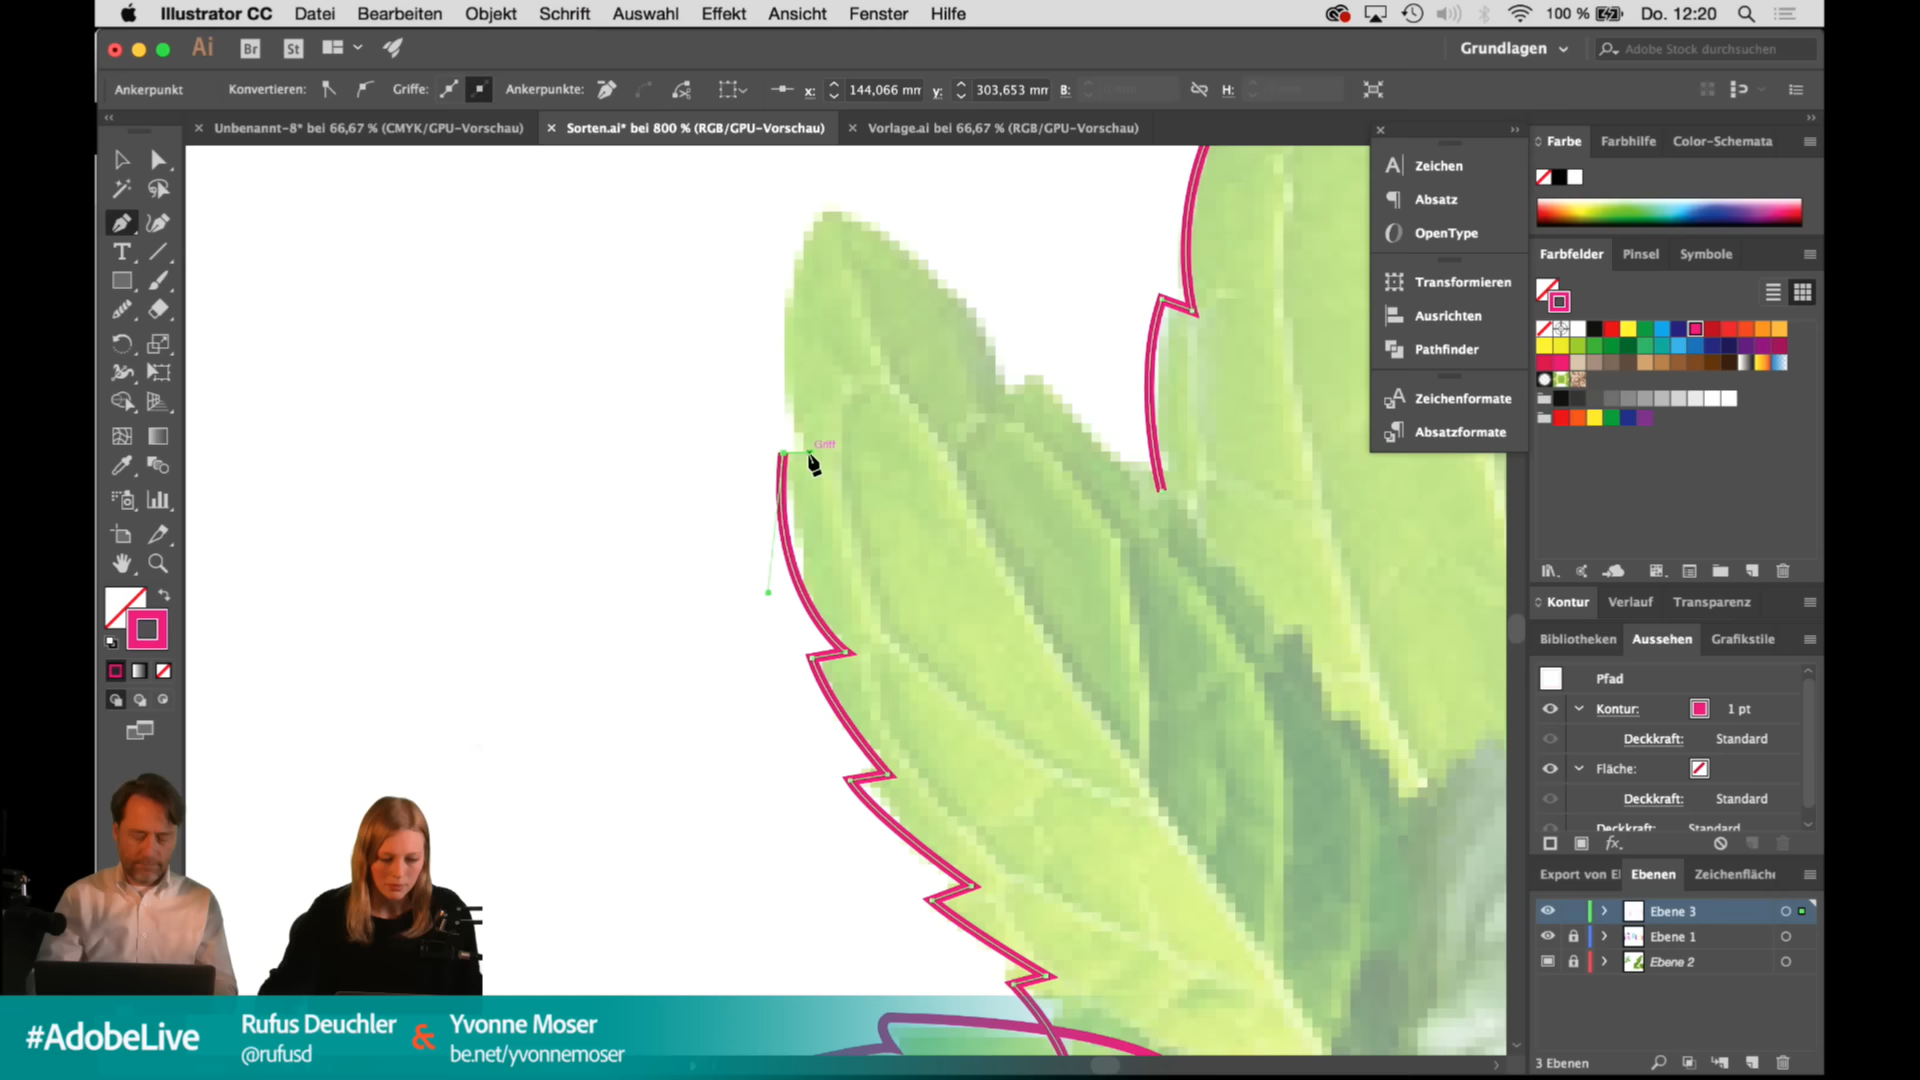 Illustrator CC Datei Bearbeiten Objekt Schrift Auswahl Effekt Ansicht Fenster Hilfe 100 % Do. 12:20
Ai Br St Grundlagen Adobe Stock durchsuchen
Ankerpunkt Konvertieren: Griffe: Ankerpunkte: x: 144,066 mm y: 303,653 mm B: H:
Unbenannt-8* bei 66,67 % (CMYK/GPU-Vorschau) Sorten.ai* bei 800 % (RGB/GPU-Vorschau) Vorlage.ai bei 66,67 % (RGB/GPU-Vorschau)
Zeichen
Absatz
OpenType
Transformieren
Ausrichten
Pathfinder
Zeichenformate
Absatzformate
Griff
Farbe Farbhilfe Color-Schemata
Farbfelder Pinsel Symbole
Kontur Verlauf Transparenz
Bibliotheken Aussehen Grafikstile
Pfad
Kontur: 1 pt
Deckkraft: Standard
Fläche:
Deckkraft: Standard
Deckkraft: Standard
fx.
Export von El Ebenen Zeichenfläche
Ebene 3
Ebene 1
Ebene 2
3 Ebenen
#AdobeLive
Rufus Deuchler
@rufusd
&
Yvonne Moser
be.net/yvonnemoser